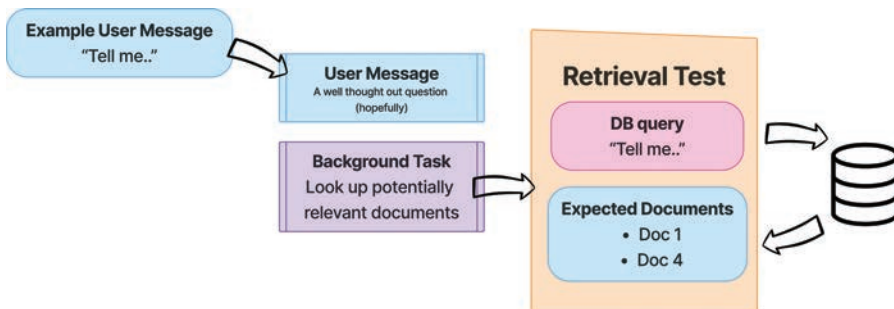 Example User Message
“Tell me..”
User Message
A well thought out question
(hopefully)
Background Task
Look up potentially
relevant documents
Retrieval Test
DB query
“Tell me..”
Expected Documents
• Doc 1
• Doc 4